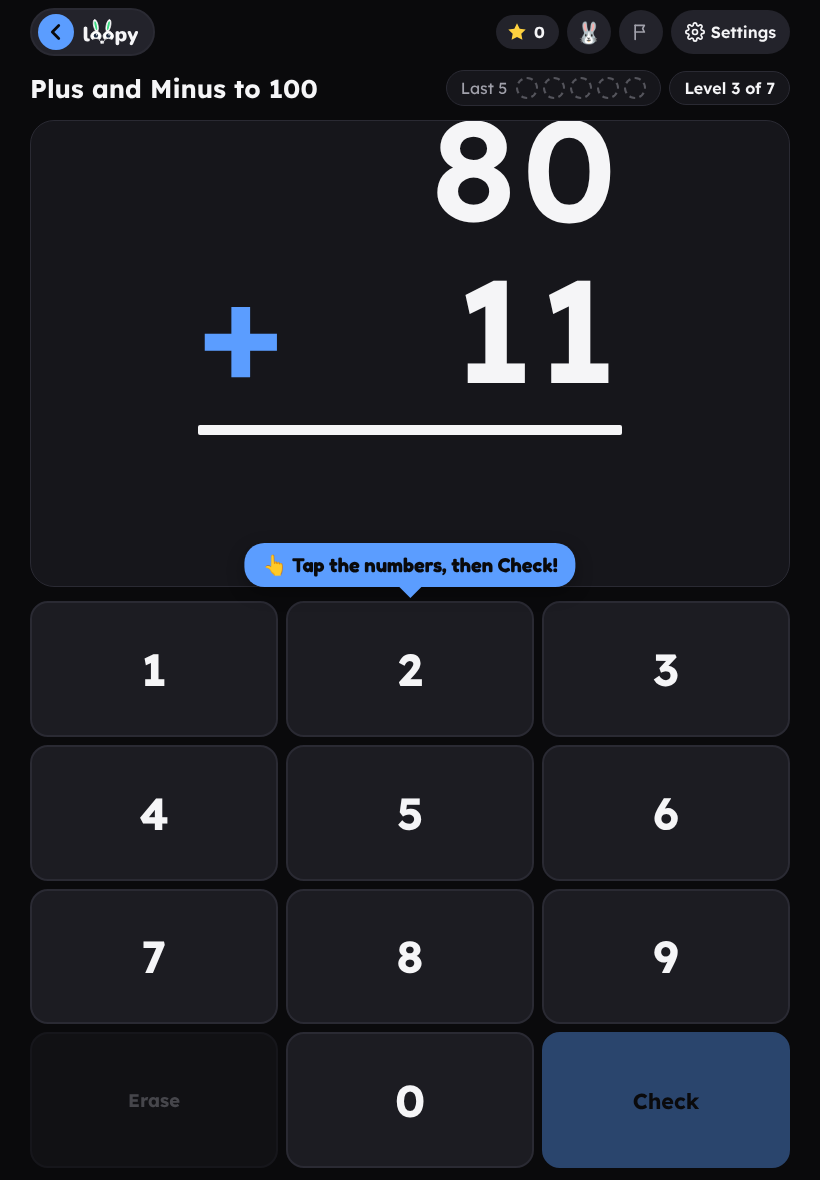 loopy
⭐ 0
Settings
Plus and Minus to 100
Last 5
Level 3 of 7
80
+ 11
👆 Tap the numbers, then Check!
1 2 3
4 5 6
7 8 9
Erase 0 Check